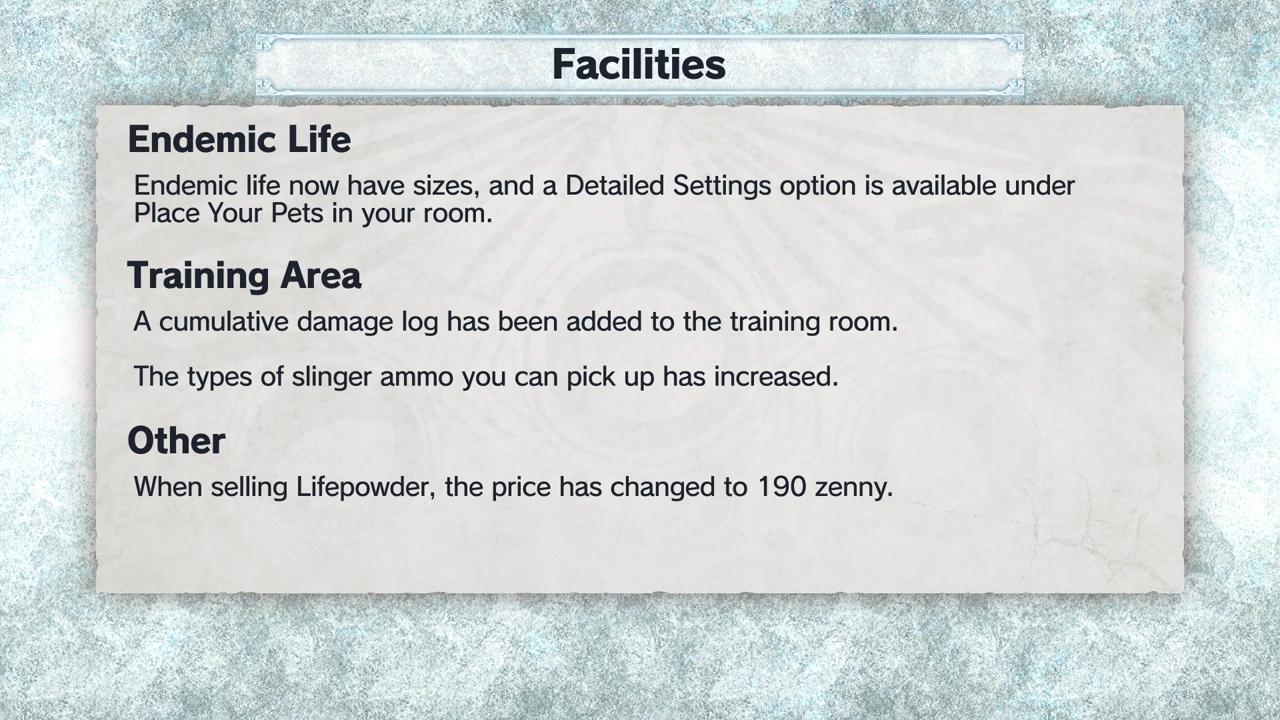 Facilities
Endemic Life
Endemic life now have sizes, and a Detailed Settings option is available under
Place Your Pets in your room.
Training Area
A cumulative damage log has been added to the training room.
The types of slinger ammo you can pick up has increased.
Other
When selling Lifepowder, the price has changed to 190 zenny.